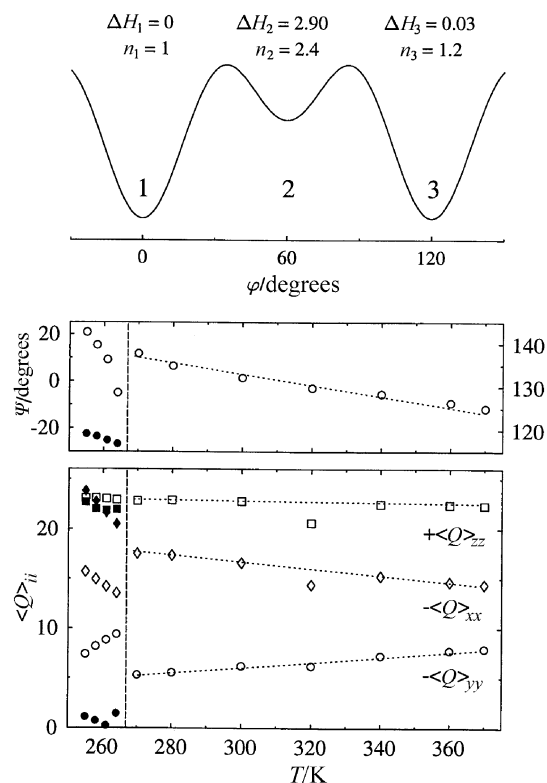 ΔH₁ = 0 ΔH₂ = 2.90 ΔH₃ = 0.03
n₁ = 1 n₂ = 2.4 n₃ = 1.2
1 2 3
0 60 120
φ/degrees
20
0
-20
Ψ/degrees
140
130
120
20
10
0
<Q>ii
+<Q>zz
-<Q>xx
-<Q>yy
260 280 300 320 340 360
T/K